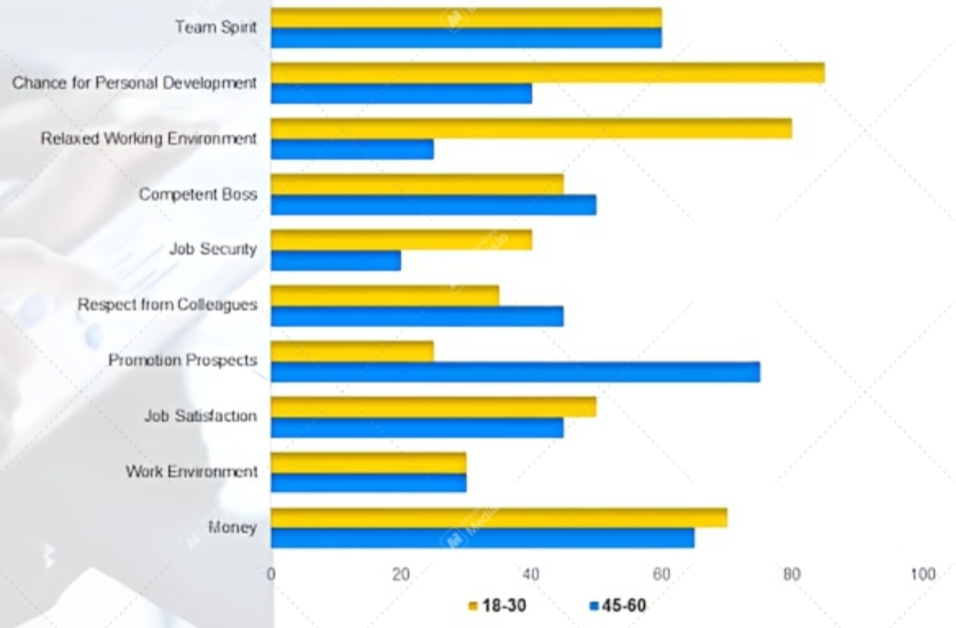 Team Spirit
Chance for Personal Development
Relaxed Working Environment
Competent Boss
Job Security
Respect from Colleagues
Promotion Prospects
Job Satisfaction
Work Environment
Money
0 20 40 60 80 100
18-30 45-60